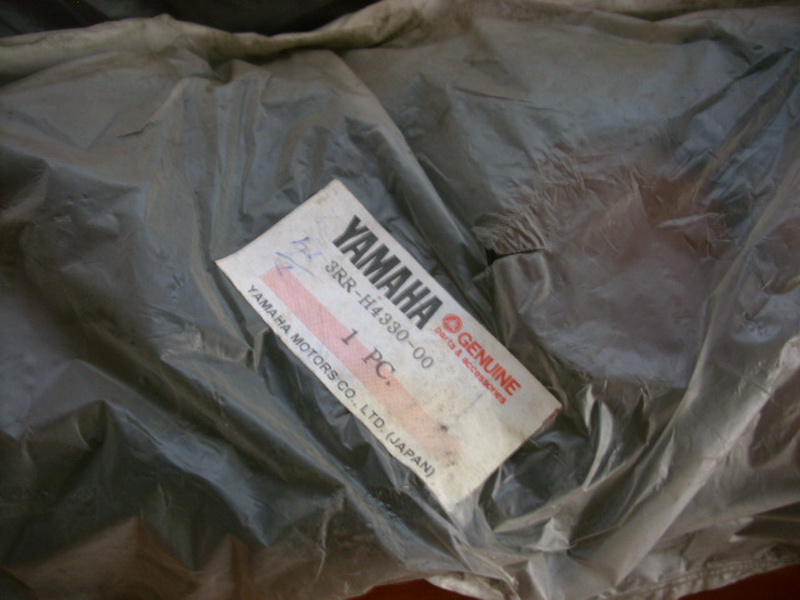 YAMAHA
GENUINE
parts & accessories
3RR-H4330-00
1 PC.
YAMAHA MOTORS CO., LTD. (JAPAN)